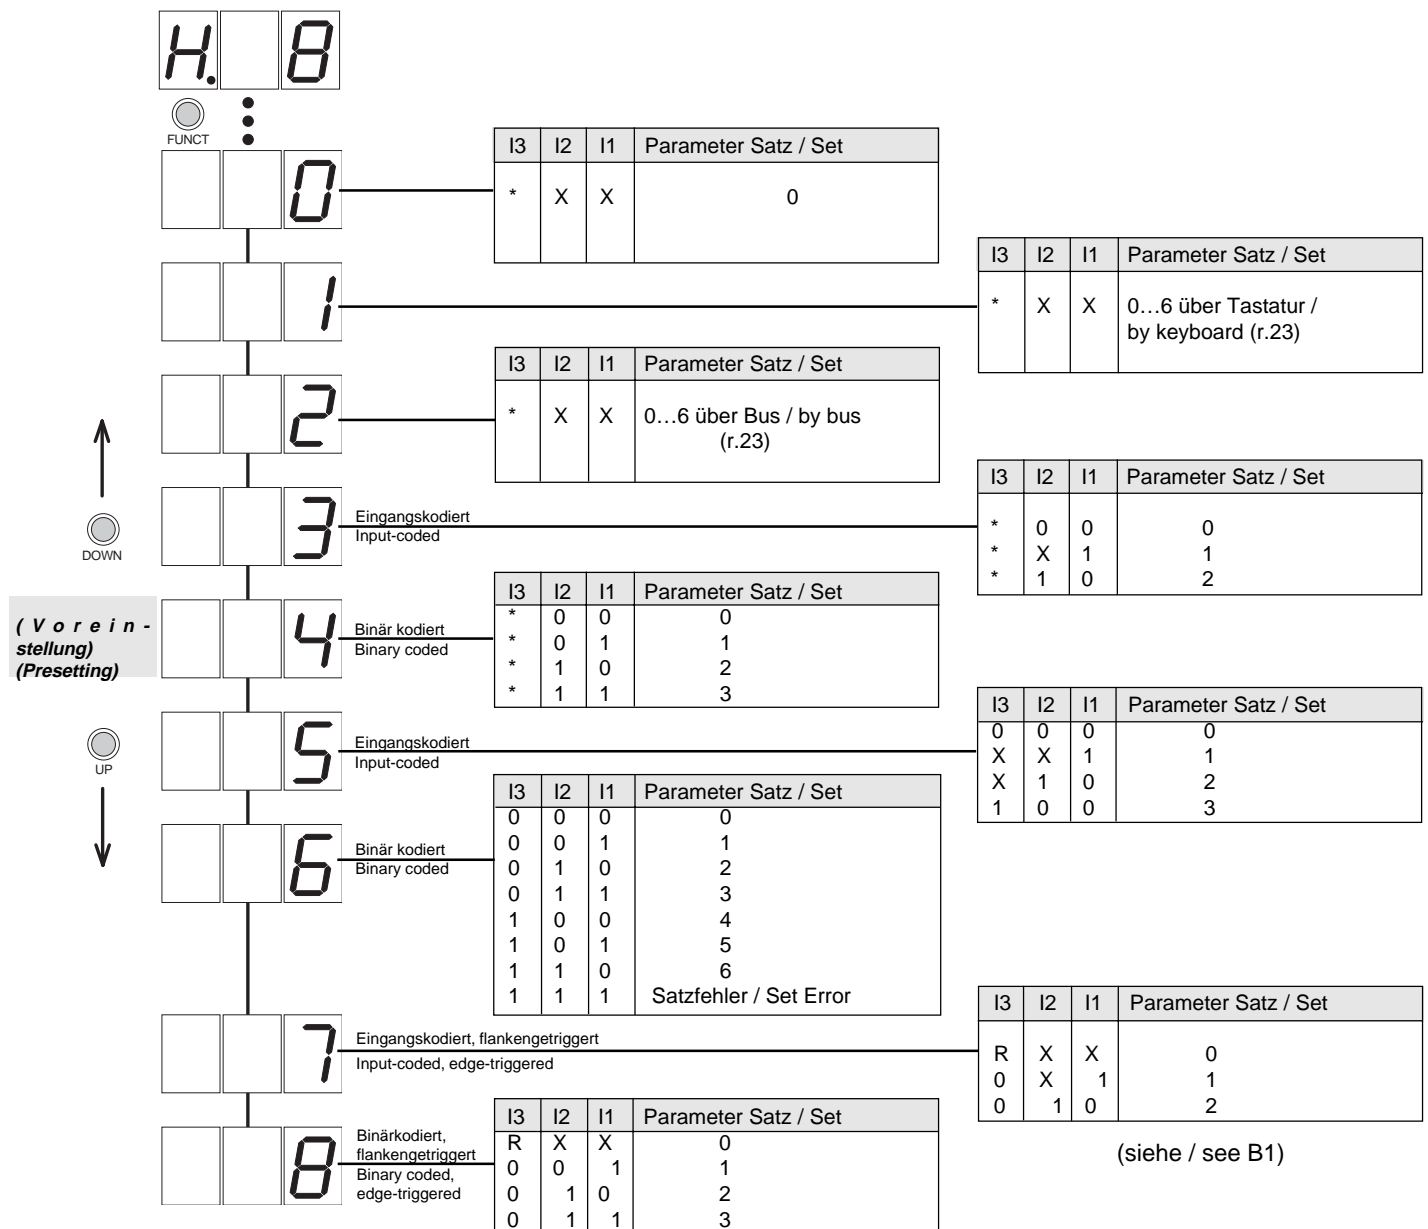 H. 8
FUNCT
0
I3 I2 I1 Parameter Satz / Set
* X X 0
1
I3 I2 I1 Parameter Satz / Set
* X X 0…6 über Tastatur /
by keyboard (r.23)
2
I3 I2 I1 Parameter Satz / Set
* X X 0…6 über Bus / by bus
(r.23)
DOWN
3
Eingangskodiert
Input-coded
I3 I2 I1 Parameter Satz / Set
* 0 0 0
* X 1 1
* 1 0 2
(Vorein-
stellung)
(Presetting)
4
Binär kodiert
Binary coded
I3 I2 I1 Parameter Satz / Set
* 0 0 0
* 0 1 1
* 1 0 2
* 1 1 3
UP
5
Eingangskodiert
Input-coded
I3 I2 I1 Parameter Satz / Set
0 0 0 0
X X 1 1
X 1 0 2
1 0 0 3
6
Binär kodiert
Binary coded
I3 I2 I1 Parameter Satz / Set
0 0 0 0
0 0 1 1
0 1 0 2
0 1 1 3
1 0 0 4
1 0 1 5
1 1 0 6
1 1 1 Satzfehler / Set Error
7
Eingangskodiert, flankengetriggert
Input-coded, edge-triggered
I3 I2 I1 Parameter Satz / Set
R X X 0
0 X 1 1
0 1 0 2
(siehe / see B1)
8
Binärkodiert,
flankengetriggert
Binary coded,
edge-triggered
I3 I2 I1 Parameter Satz / Set
R X X 0
0 0 1 1
0 1 0 2
0 1 1 3